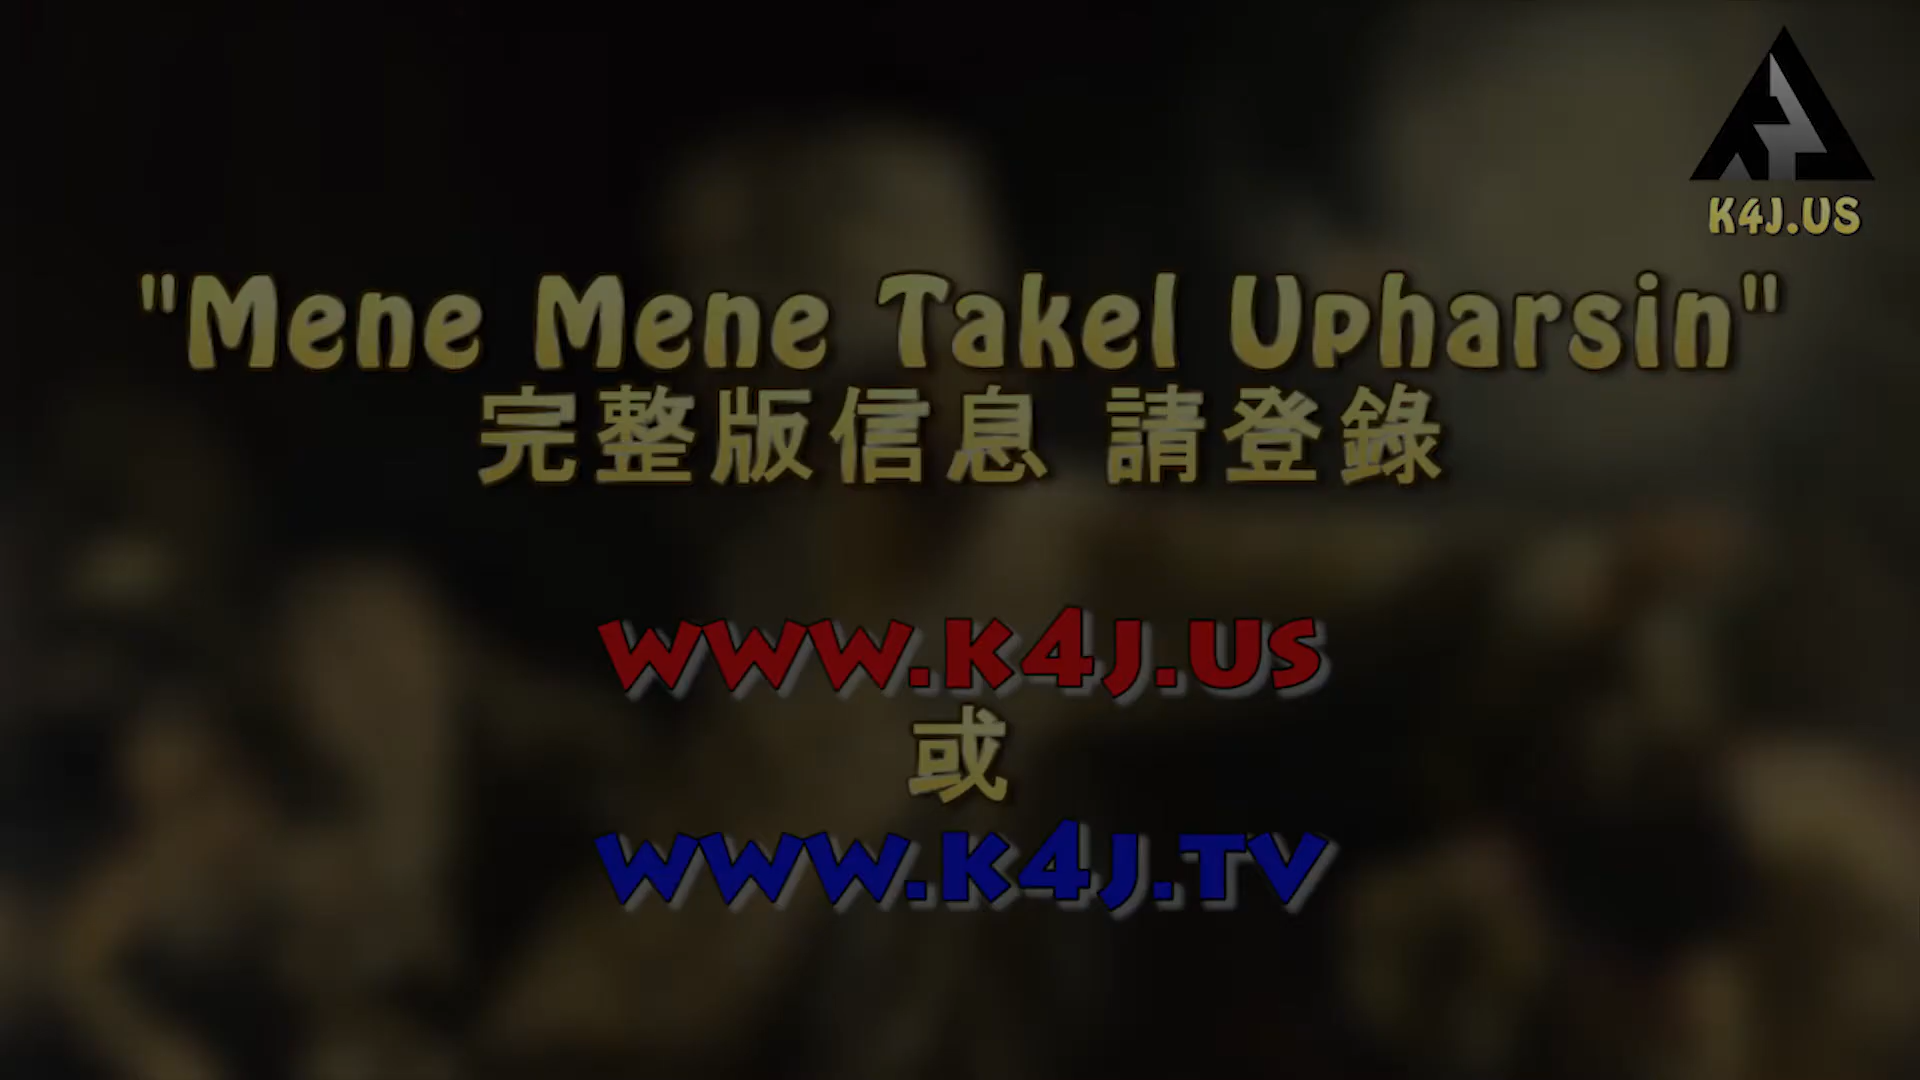 K4J.US
"Mene Mene Takel Upharsin"
完整版信息 請登錄
www.K4J.US
或
www.K4J.TV